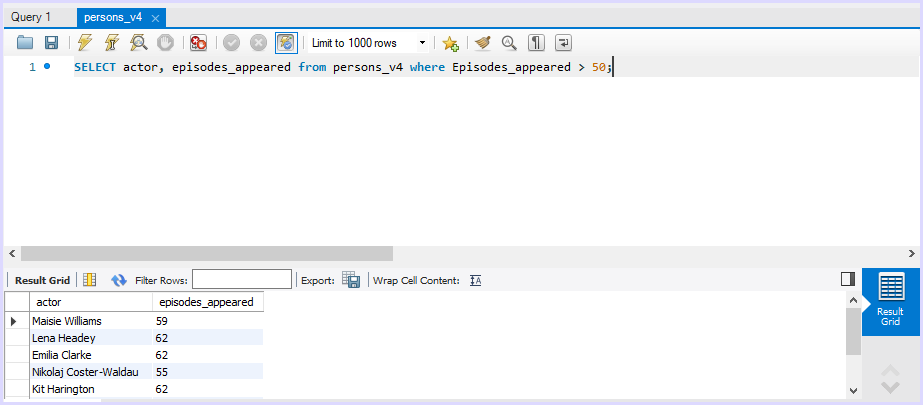 Query 1 persons_v4
Limit to 1000 rows
1 SELECT actor, episodes_appeared from persons_v4 where Episodes_appeared > 50;
Result Grid Filter Rows: Export: Wrap Cell Content:
actor episodes_appeared
Maisie Williams 59
Lena Headey 62
Emilia Clarke 62
Nikolaj Coster-Waldau 55
Kit Harington 62
Result
Grid